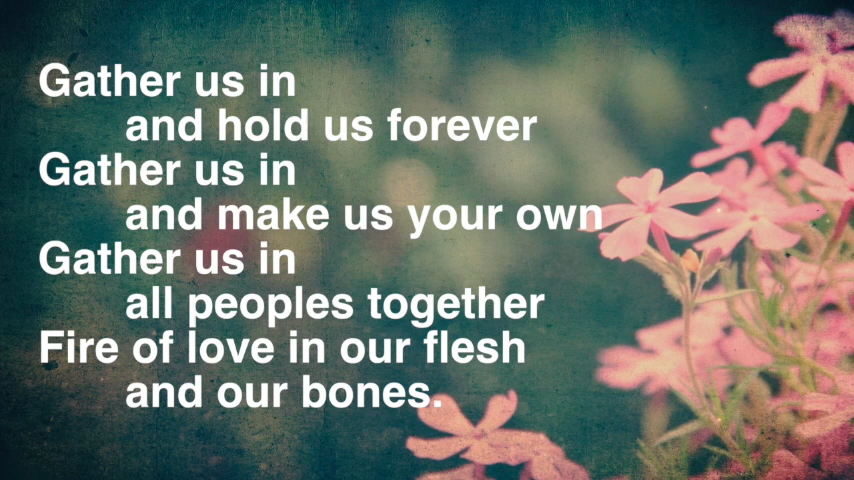 Gather us in
and hold us forever
Gather us in
and make us your own
Gather us in
all peoples together
Fire of love in our flesh
and our bones.